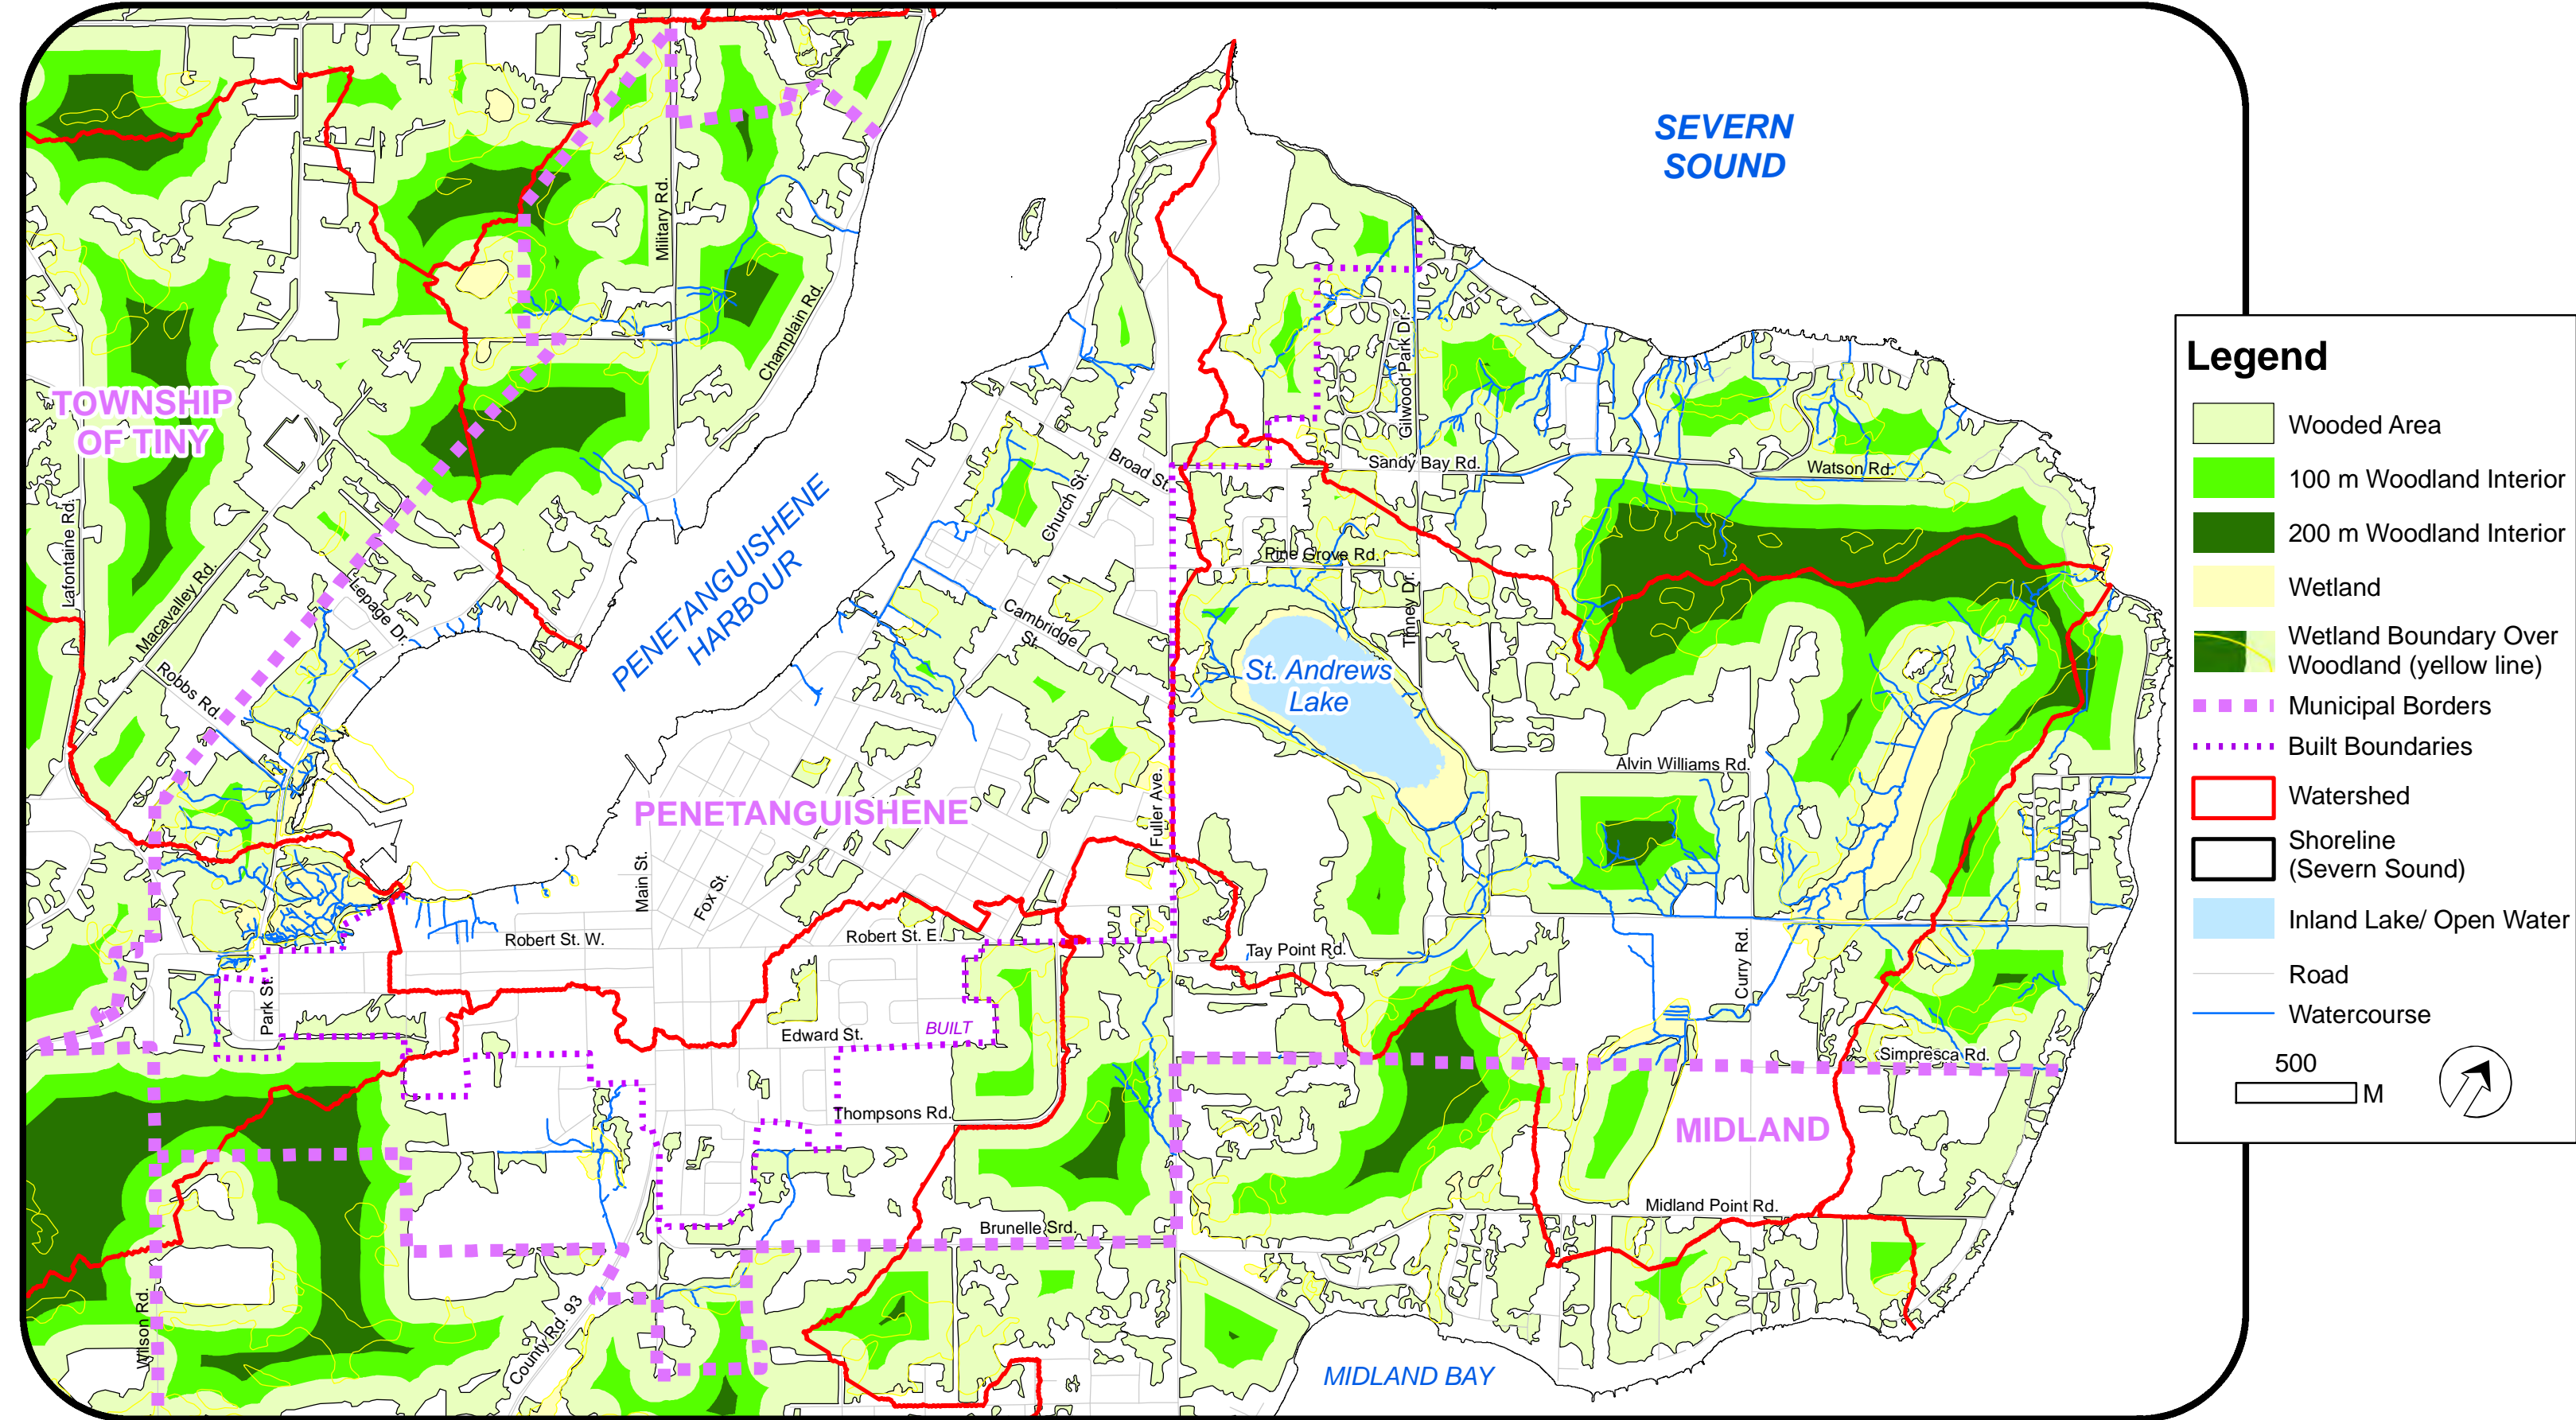 SEVERN
SOUND
Military Rd.
Champlain Rd.
TOWNSHIP
OF TINY
Gilwood Park Dr.
Lafontaine Rd.
Macavalley Rd.
Lepage Dr.
Robbs Rd.
PENETANGUISHENE
HARBOUR
Broad St.
Church St.
Sandy Bay Rd.
Watson Rd.
Pine Grove Rd.
Tinney Dr.
Cambridge
St.
St. Andrews
Lake
Alvin Williams Rd.
PENETANGUISHENE
Fuller Ave.
Main St.
Fox St.
Robert St. W.
Robert St. E.
Tay Point Rd.
Curry Rd.
Park St.
Edward St.
BUILT
Simpresca Rd.
Thompsons Rd.
MIDLAND
Midland Point Rd.
Brunelle Srd.
Wilson Rd.
County Rd. 93
MIDLAND BAY
Legend
Wooded Area
100 m Woodland Interior
200 m Woodland Interior
Wetland
Wetland Boundary Over
Woodland (yellow line)
Municipal Borders
Built Boundaries
Watershed
Shoreline
(Severn Sound)
Inland Lake/ Open Water
Road
Watercourse
500
M